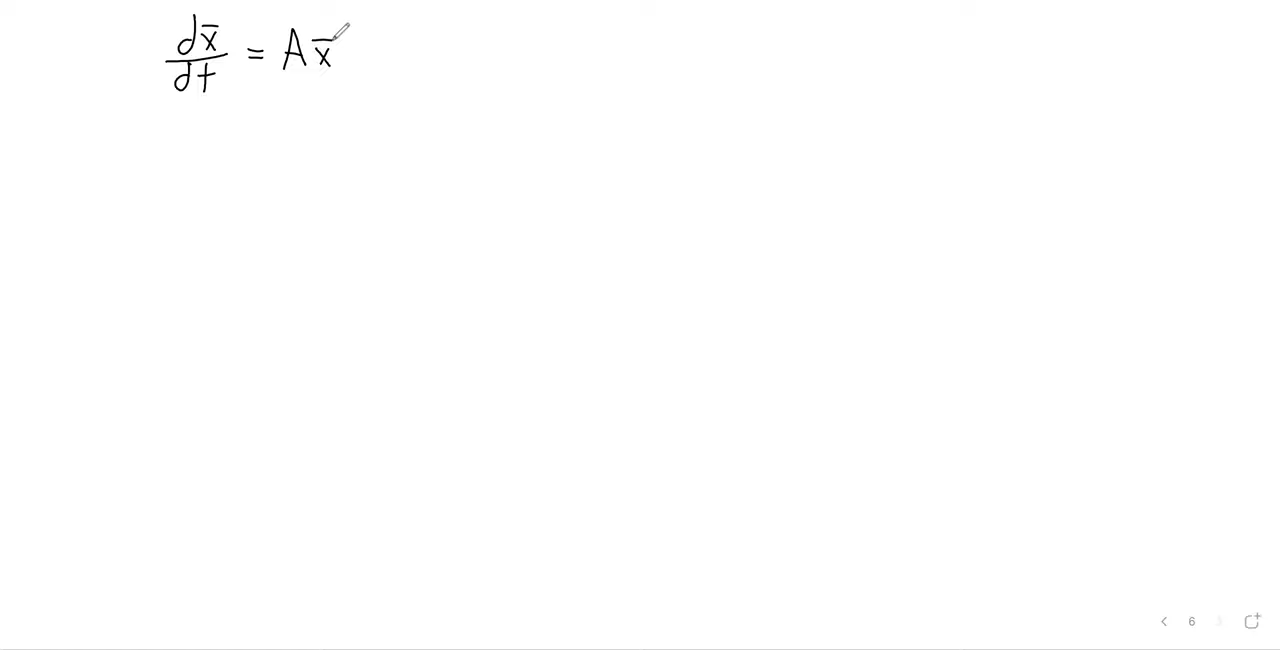 dx̅/dt = Ax̅
< 6